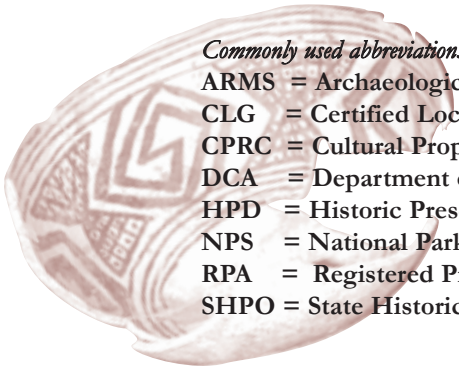 Commonly used abbreviations
ARMS = Archaeologic
CLG = Certified Loc
CPRC = Cultural Prop
DCA = Department
HPD = Historic Pres
NPS = National Park
RPA = Registered P
SHPO = State Historic